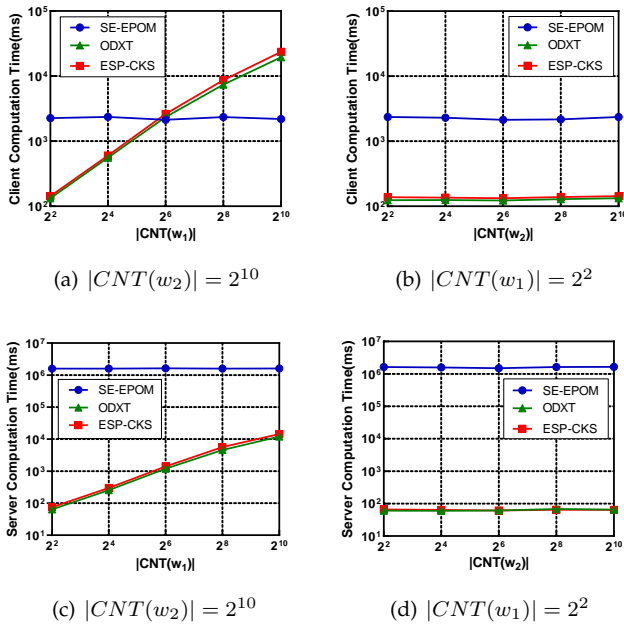 Client Computation Time(ms)
10^5
10^4
10^3
10^2
SE-EPOM
ODXT
ESP-CKS
2^2
2^4
2^6
2^8
2^10
|CNT(w_1)|
(a) |CNT(w_2)| = 2^10
Client Computation Time(ms)
10^5
10^4
10^3
10^2
SE-EPOM
ODXT
ESP-CKS
2^2
2^4
2^6
2^8
2^10
|CNT(w_2)|
(b) |CNT(w_1)| = 2^2
Server Computation Time(ms)
10^7
10^6
10^5
10^4
10^3
10^2
10^1
SE-EPOM
ODXT
ESP-CKS
2^2
2^4
2^6
2^8
2^10
|CNT(w_1)|
(c) |CNT(w_2)| = 2^10
Server Computation Time(ms)
10^7
10^6
10^5
10^4
10^3
10^2
10^1
SE-EPOM
ODXT
ESP-CKS
2^2
2^4
2^6
2^8
2^10
|CNT(w_2)|
(d) |CNT(w_1)| = 2^2